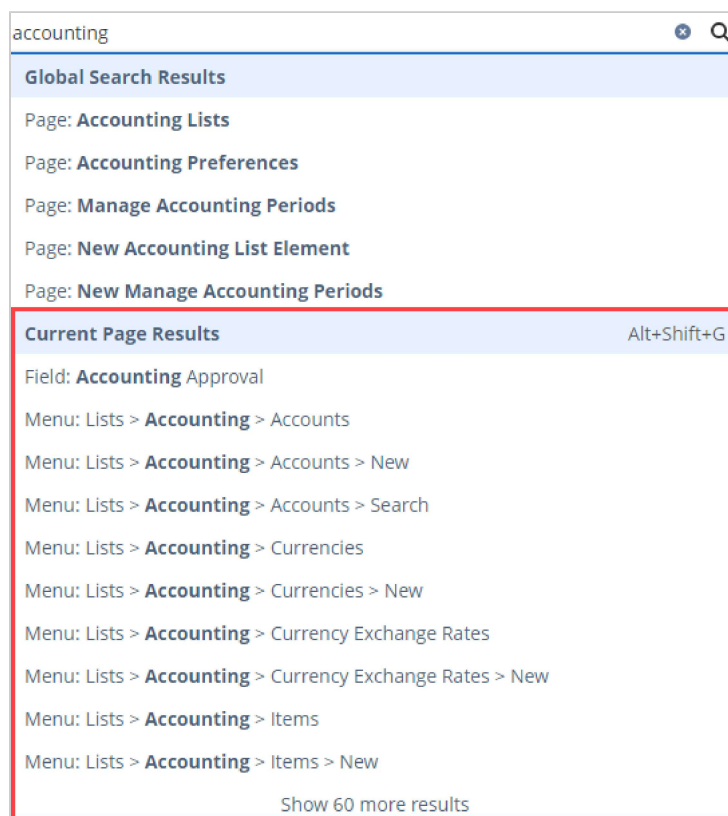 accounting
Global Search Results
Page: Accounting Lists
Page: Accounting Preferences
Page: Manage Accounting Periods
Page: New Accounting List Element
Page: New Manage Accounting Periods
Current Page Results Alt+Shift+G
Field: Accounting Approval
Menu: Lists > Accounting > Accounts
Menu: Lists > Accounting > Accounts > New
Menu: Lists > Accounting > Accounts > Search
Menu: Lists > Accounting > Currencies
Menu: Lists > Accounting > Currencies > New
Menu: Lists > Accounting > Currency Exchange Rates
Menu: Lists > Accounting > Currency Exchange Rates > New
Menu: Lists > Accounting > Items
Menu: Lists > Accounting > Items > New
Show 60 more results